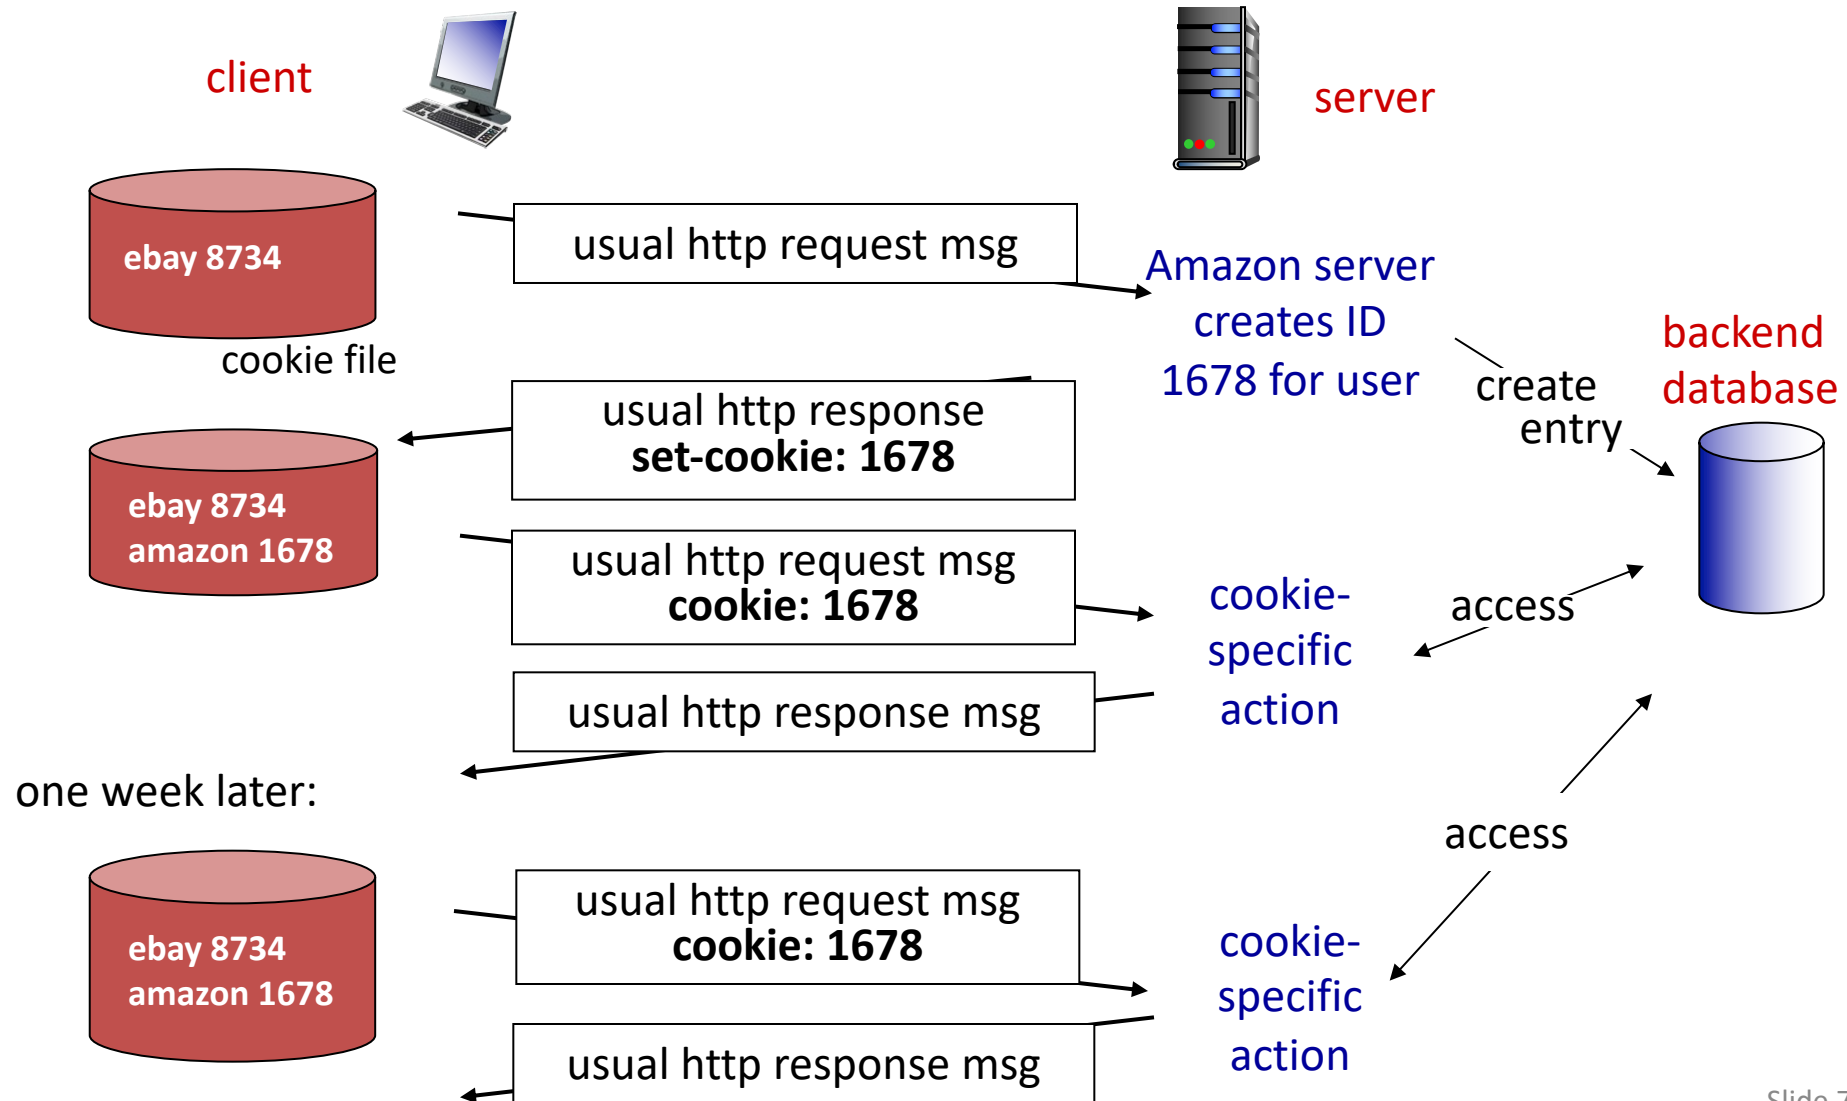 client
server
ebay 8734
cookie file
usual http request msg
Amazon server
creates ID
1678 for user
create
entry
backend
database
usual http response
set-cookie: 1678
ebay 8734
amazon 1678
usual http request msg
cookie: 1678
cookie-
specific
action
access
usual http response msg
one week later:
access
ebay 8734
amazon 1678
usual http request msg
cookie: 1678
cookie-
specific
action
usual http response msg
Slide 7